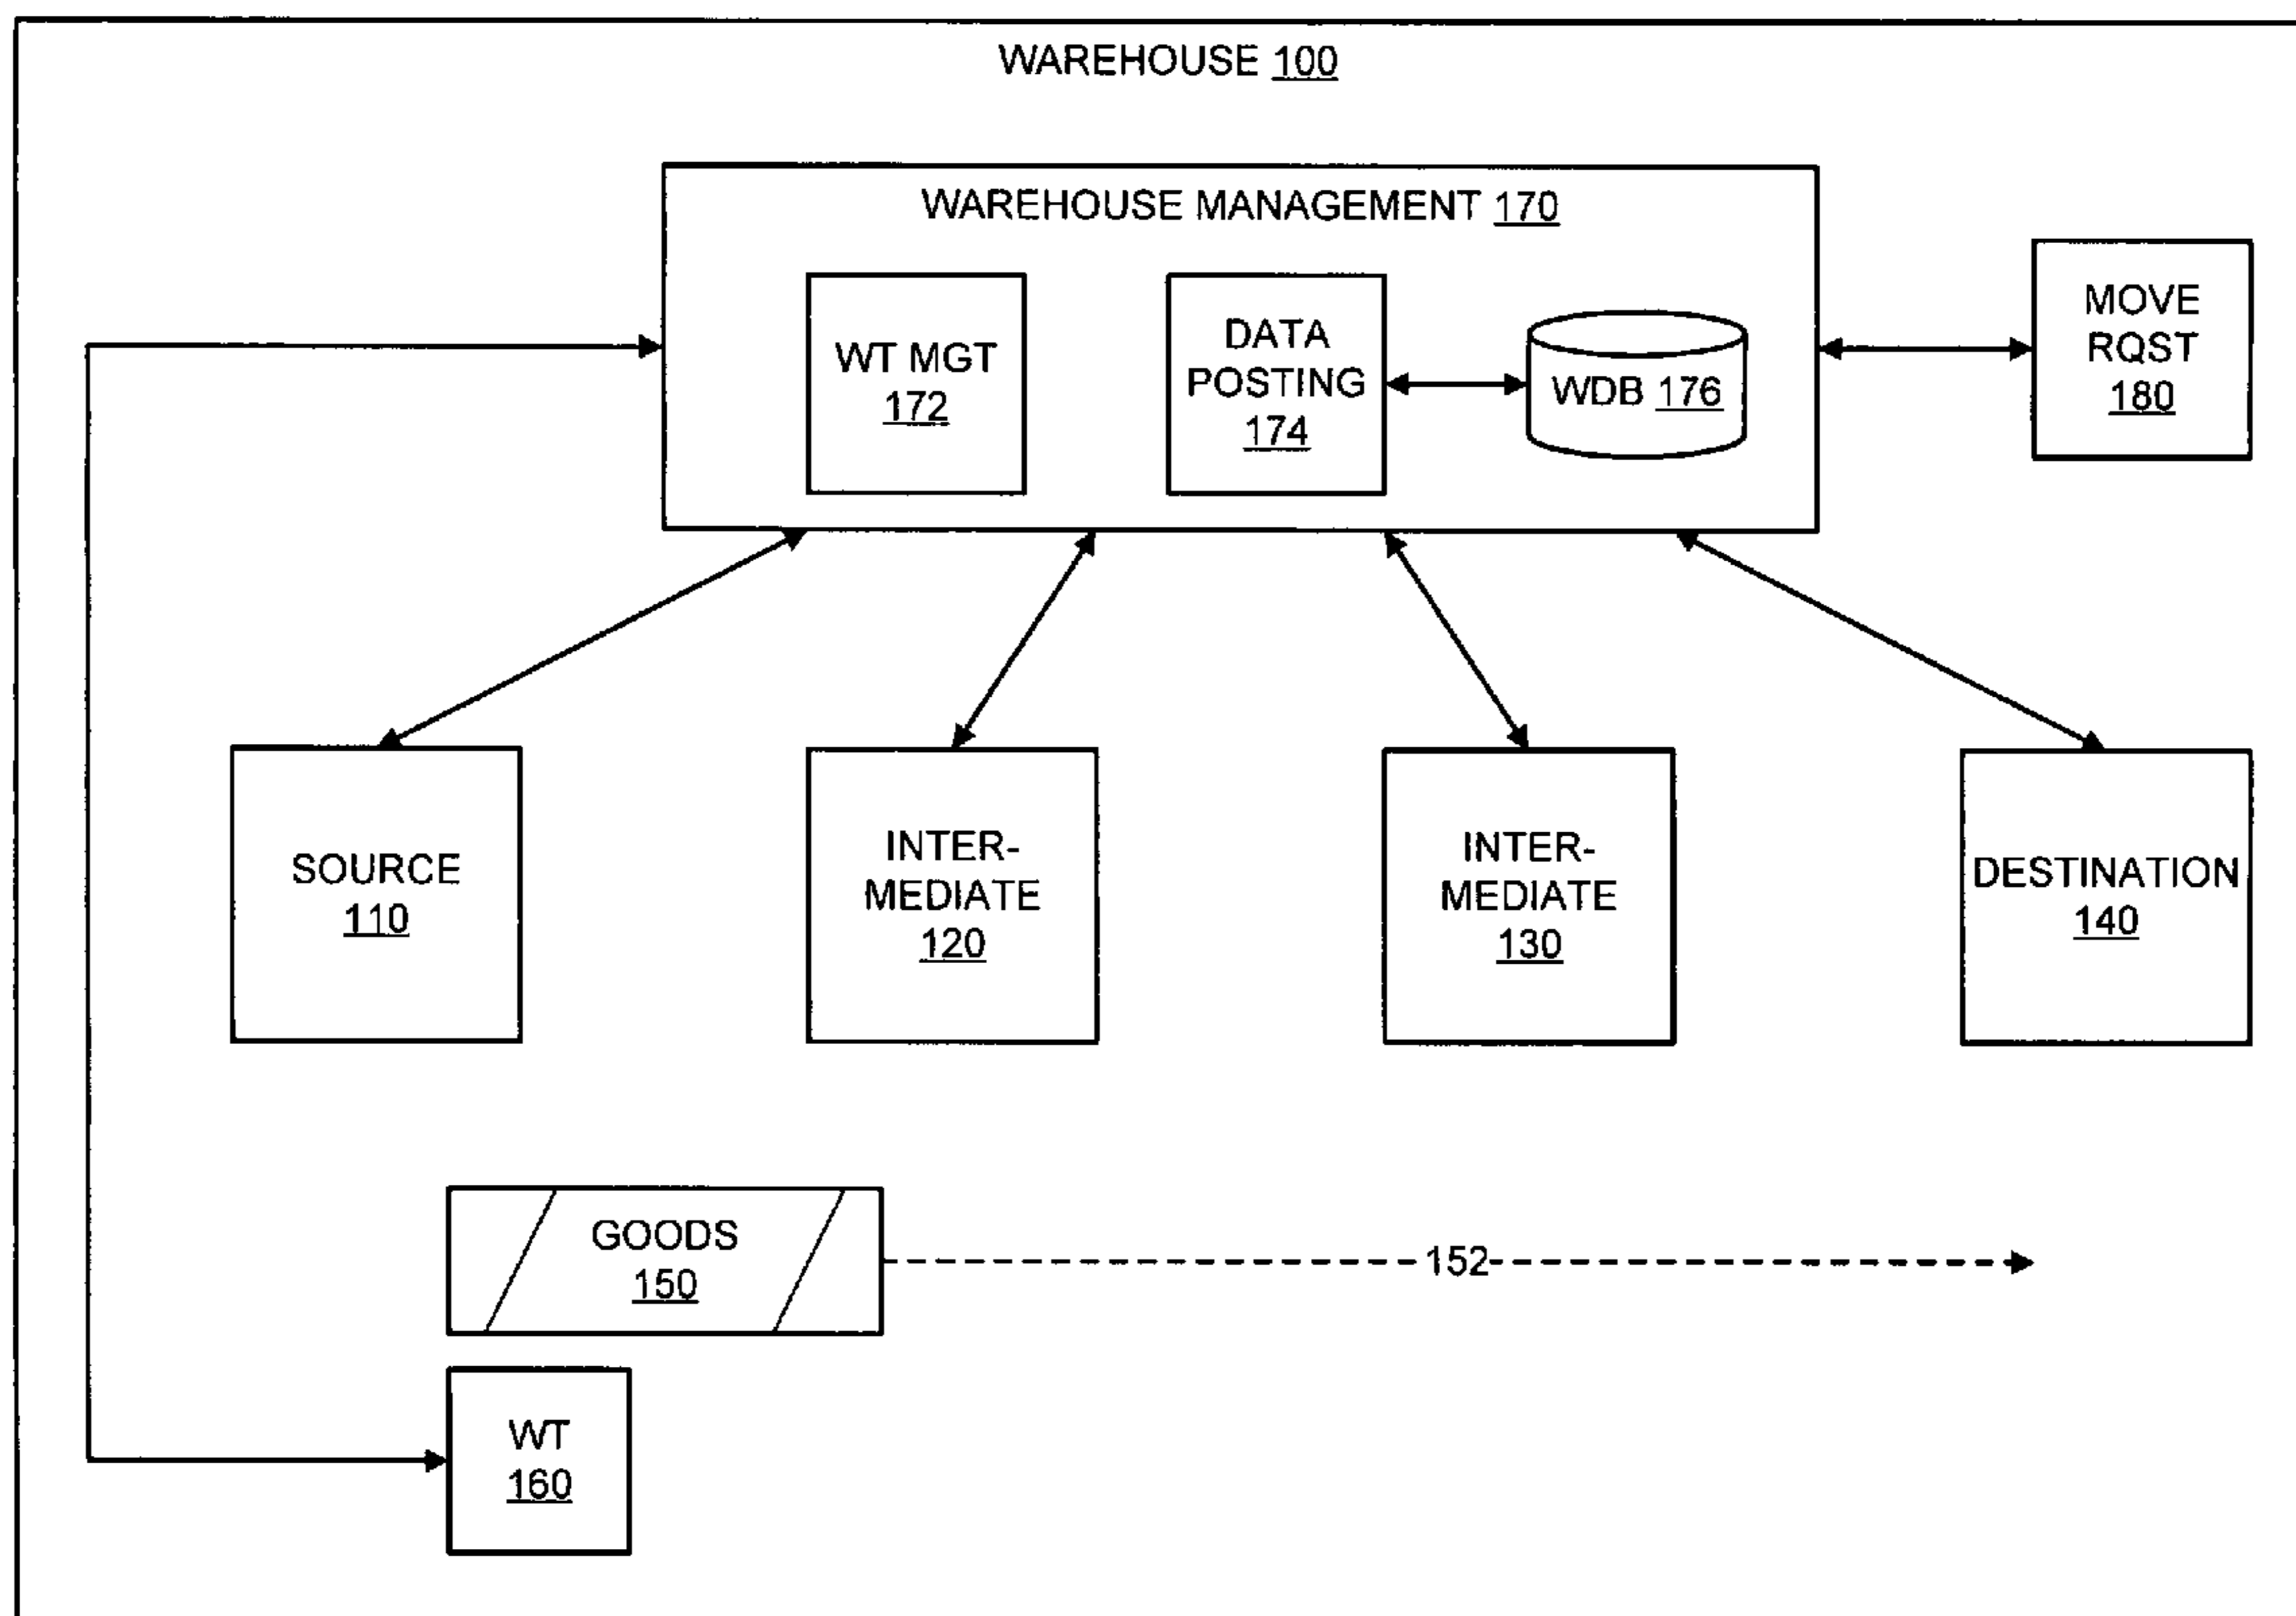 WAREHOUSE 100
WAREHOUSE MANAGEMENT 170
WT MGT
172
DATA
POSTING
174
WDB 176
MOVE
RQST
180
SOURCE
110
INTER-
MEDIATE
120
INTER-
MEDIATE
130
DESTINATION
140
GOODS
150
152
WT
160